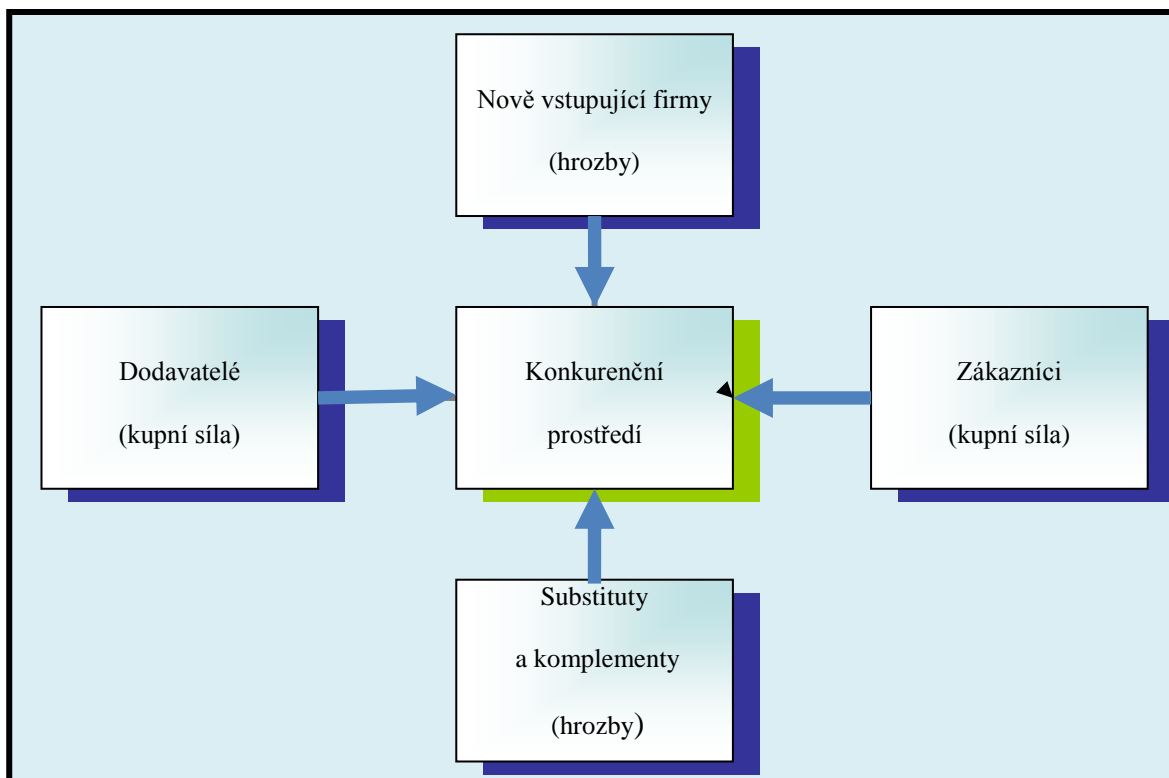 Nově vstupující firmy
(hrozby)
Dodavatelé
(kupní síla)
Konkurenční
prostředí
Zákazníci
(kupní síla)
Substituty
a komplementy
(hrozby)